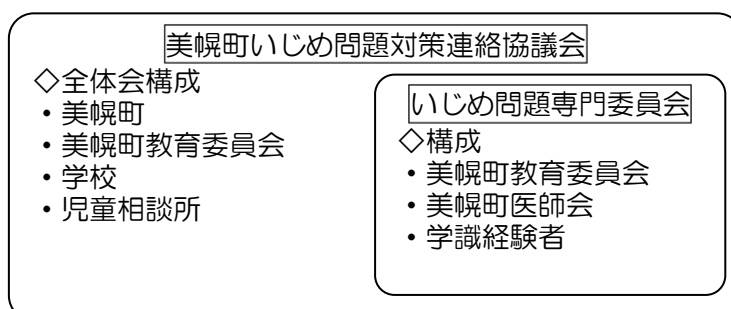 美幌町いじめ問題対策連絡協議会
◇全体会構成
・美幌町
・美幌町教育委員会
・学校
・児童相談所
いじめ問題専門委員会
◇構成
・美幌町教育委員会
・美幌町医師会
・学識経験者